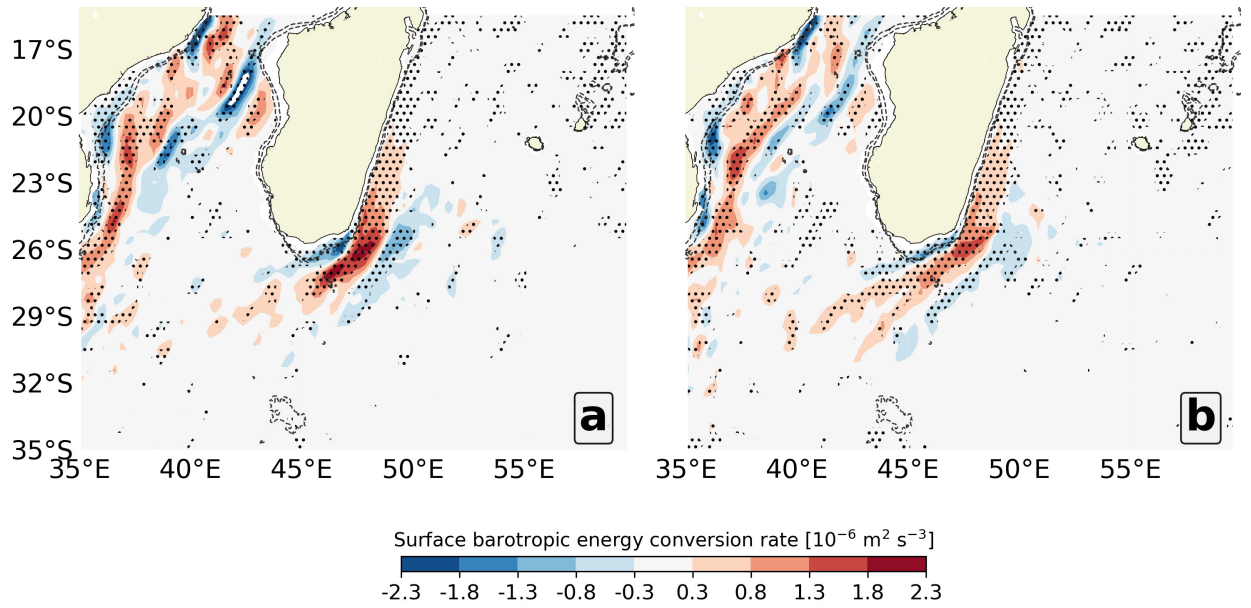 17°S
20°S
23°S
26°S
29°S
32°S
35°S
a
b
35°E 40°E 45°E 50°E 55°E
35°E 40°E 45°E 50°E 55°E
Surface barotropic energy conversion rate [10⁻⁶ m² s⁻³]
-2.3 -1.8 -1.3 -0.8 -0.3 0.3 0.8 1.3 1.8 2.3